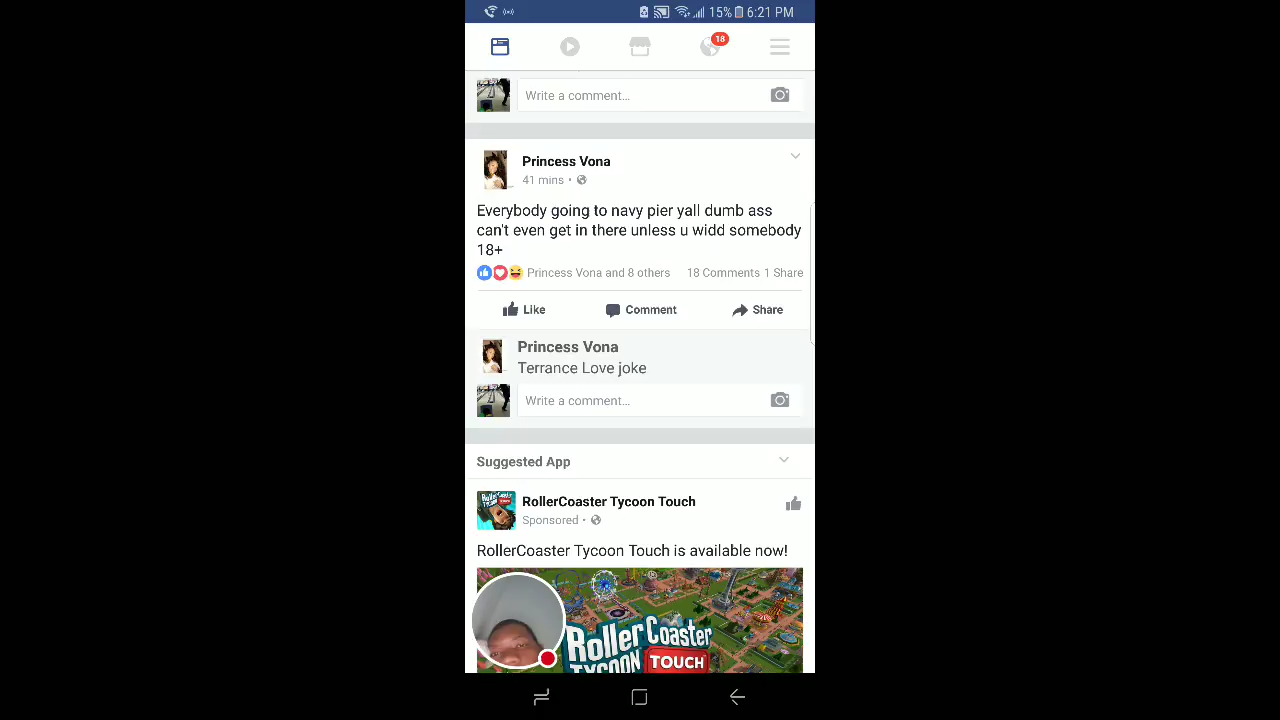 15% 6:21 PM
18
Write a comment...
Princess Vona
41 mins
Everybody going to navy pier yall dumb ass
can't even get in there unless u widd somebody
18+
Princess Vona and 8 others 18 Comments 1 Share
Like Comment Share
Princess Vona
Terrance Love joke
Write a comment...
Suggested App
RollerCoaster Tycoon Touch
Sponsored
RollerCoaster Tycoon Touch is available now!
RollerCoaster
TYCOON TOUCH